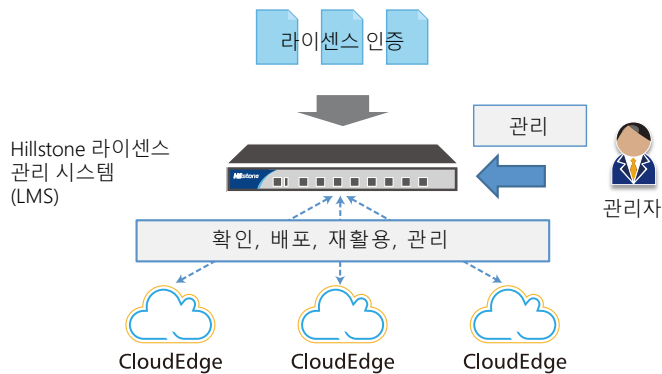 라이센스 인증
관리
Hillstone 라이센스
관리 시스템
(LMS)
Hillstone
관리자
확인, 배포, 재활용, 관리
CloudEdge
CloudEdge
CloudEdge